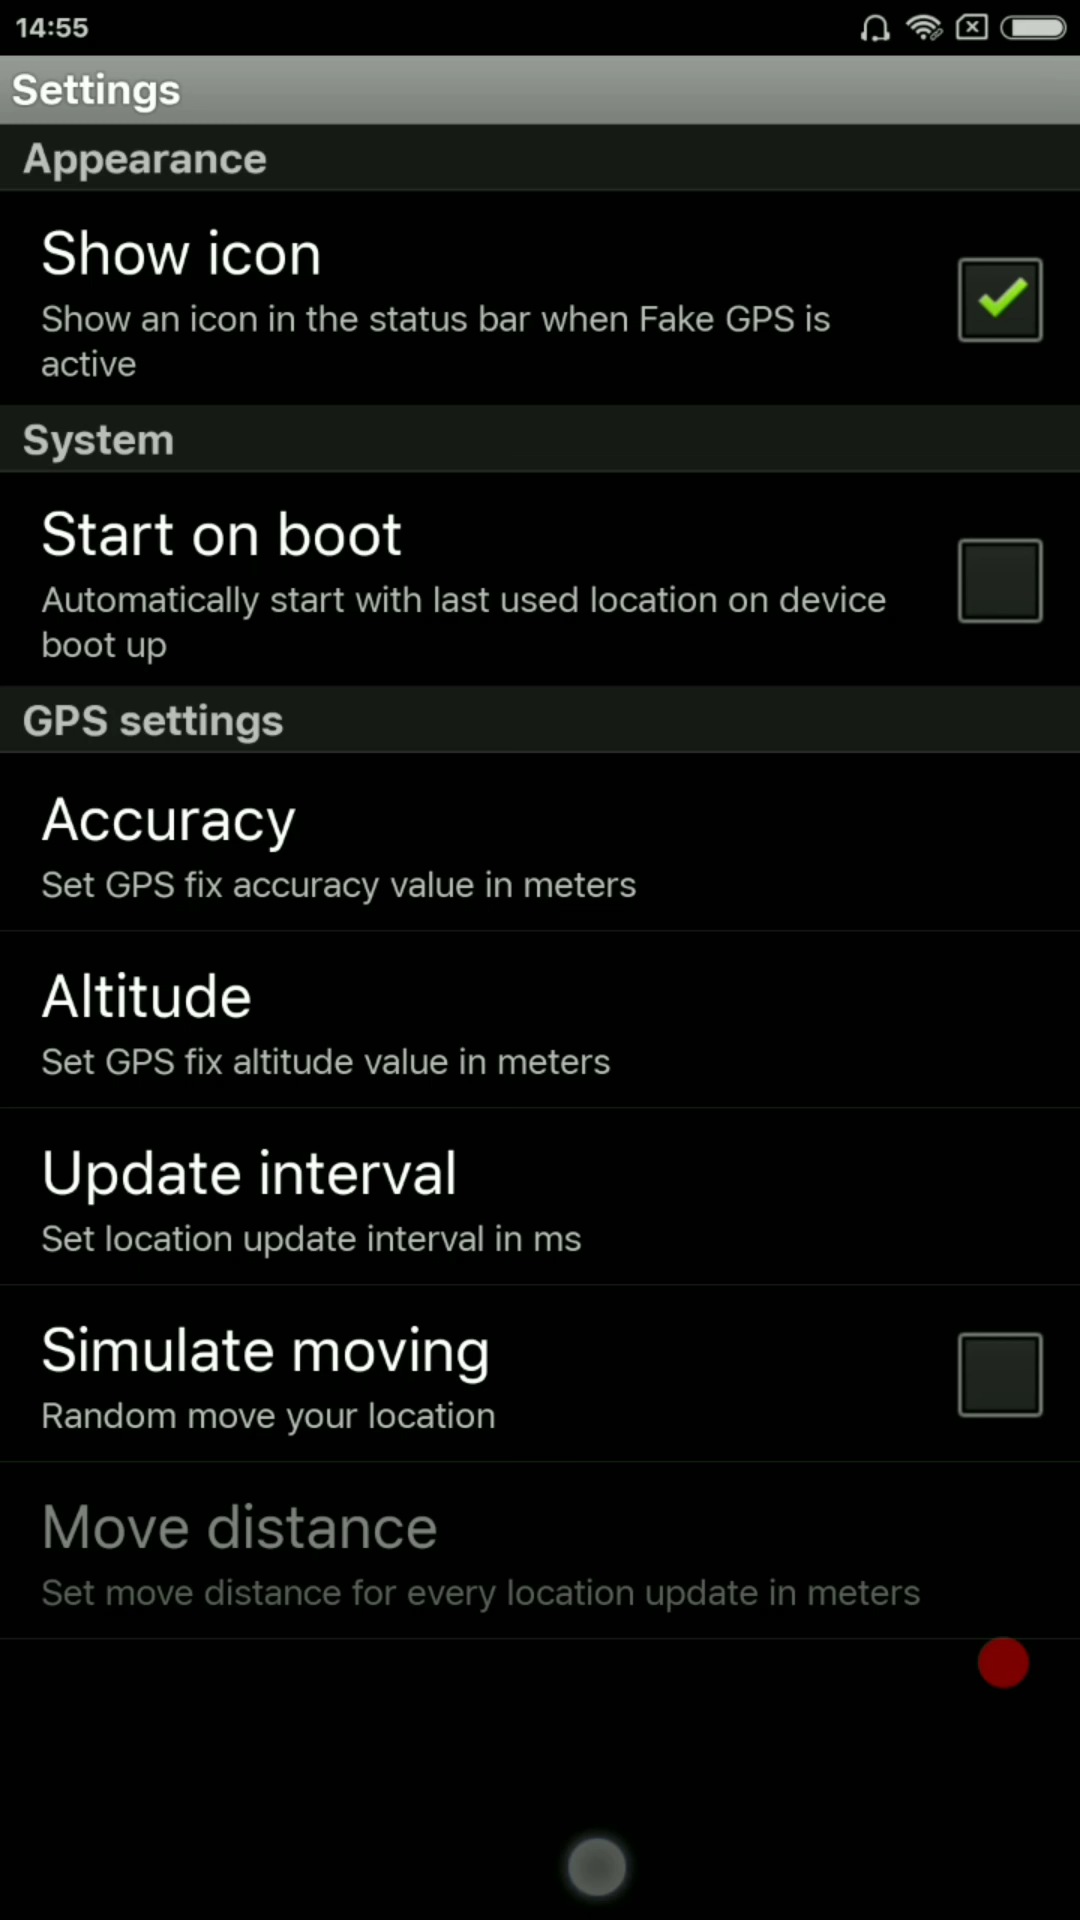 14:55
Settings
Appearance
Show icon
Show an icon in the status bar when Fake GPS is
active
System
Start on boot
Automatically start with last used location on device
boot up
GPS settings
Accuracy
Set GPS fix accuracy value in meters
Altitude
Set GPS fix altitude value in meters
Update interval
Set location update interval in ms
Simulate moving
Random move your location
Move distance
Set move distance for every location update in meters